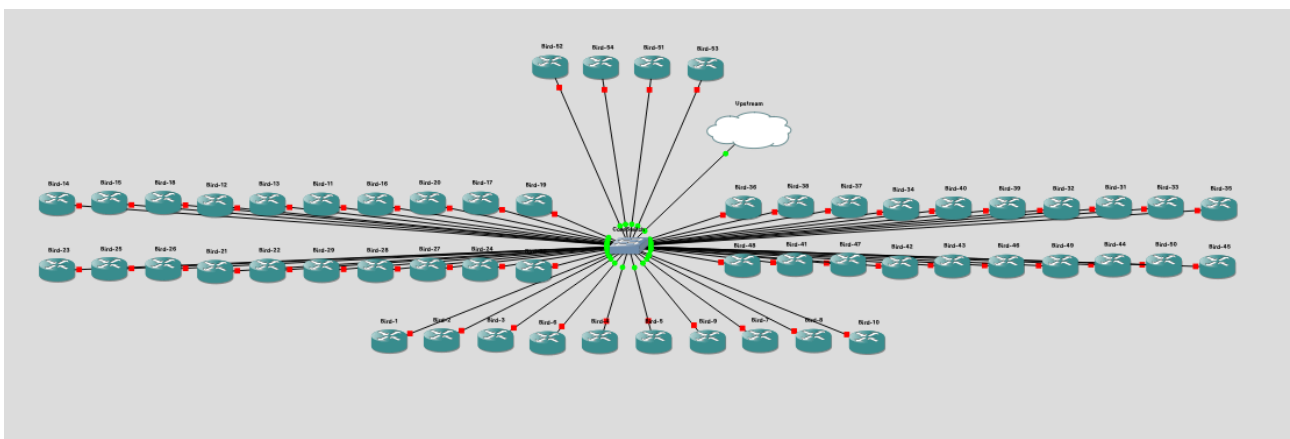 Bird-52 Bird-54 Bird-51 Bird-53
Upstream
Bird-14 Bird-15 Bird-18 Bird-12 Bird-13 Bird-11 Bird-16 Bird-20 Bird-17 Bird-19 Bird-36 Bird-38 Bird-37 Bird-34 Bird-40 Bird-39 Bird-32 Bird-31 Bird-33 Bird-35
Bird-23 Bird-25 Bird-26 Bird-21 Bird-22 Bird-29 Bird-28 Bird-27 Bird-24 Bird-48 Bird-41 Bird-47 Bird-42 Bird-43 Bird-46 Bird-49 Bird-44 Bird-50 Bird-45
Bird-1 Bird-2 Bird-3 Bird-6 Bird-5 Bird-9 Bird-7 Bird-8 Bird-10